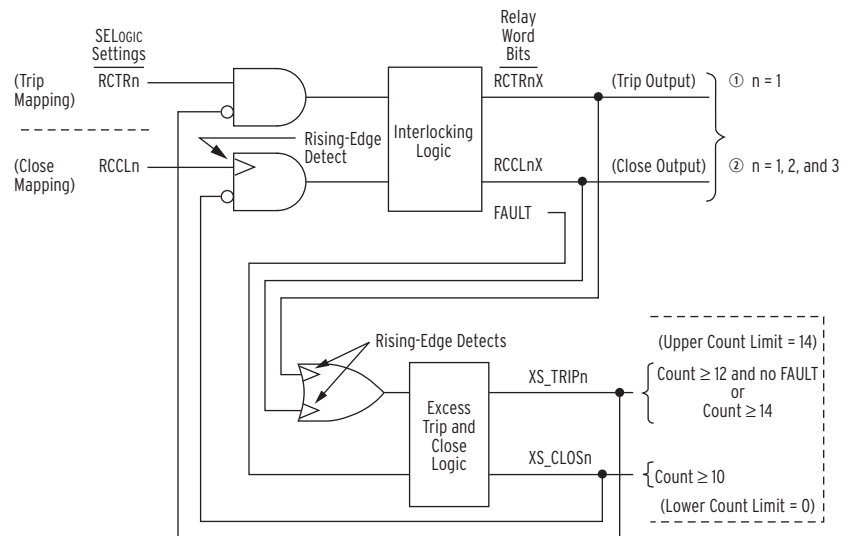 SELOGIC
Settings
Relay
Word
Bits
(Trip
Mapping)
RCTRn
RCTRnX
(Trip Output)
① n = 1
Rising-Edge
Detect
Interlocking
Logic
(Close
Mapping)
RCCLn
RCCLnX
(Close Output)
② n = 1, 2, and 3
FAULT
Rising-Edge Detects
(Upper Count Limit = 14)
Excess
Trip and
Close
Logic
XS_TRIPn
Count ≥ 12 and no FAULT
or
Count ≥ 14
XS_CLOSn
Count ≥ 10
(Lower Count Limit = 0)